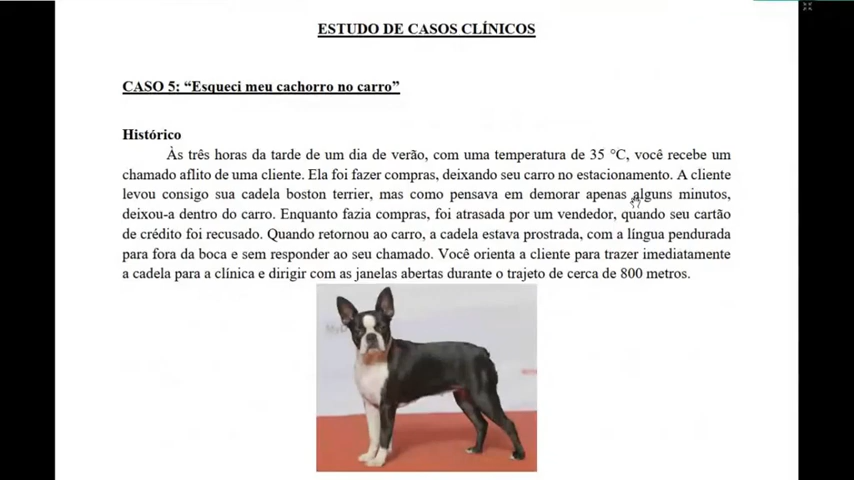 ESTUDO DE CASOS CLÍNICOS
CASO 5: “Esqueci meu cachorro no carro”
Histórico
Às três horas da tarde de um dia de verão, com uma temperatura de 35 °C, você recebe um
chamado aflito de uma cliente. Ela foi fazer compras, deixando seu carro no estacionamento. A cliente
levou consigo sua cadela boston terrier, mas como pensava em demorar apenas alguns minutos,
deixou-a dentro do carro. Enquanto fazia compras, foi atrasada por um vendedor, quando seu cartão
de crédito foi recusado. Quando retornou ao carro, a cadela estava prostrada, com a língua pendurada
para fora da boca e sem responder ao seu chamado. Você orienta a cliente para trazer imediatamente
a cadela para a clínica e dirigir com as janelas abertas durante o trajeto de cerca de 800 metros.